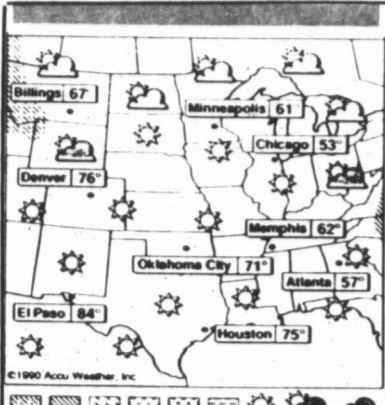 Billings 67°
Minneapolis 61
Chicago 53°
Denver 76°
Memphis 62°
Oklahoma City 71°
Atlanta 57°
El Paso 84°
Houston 75°
©1990 Accu Weather, Inc